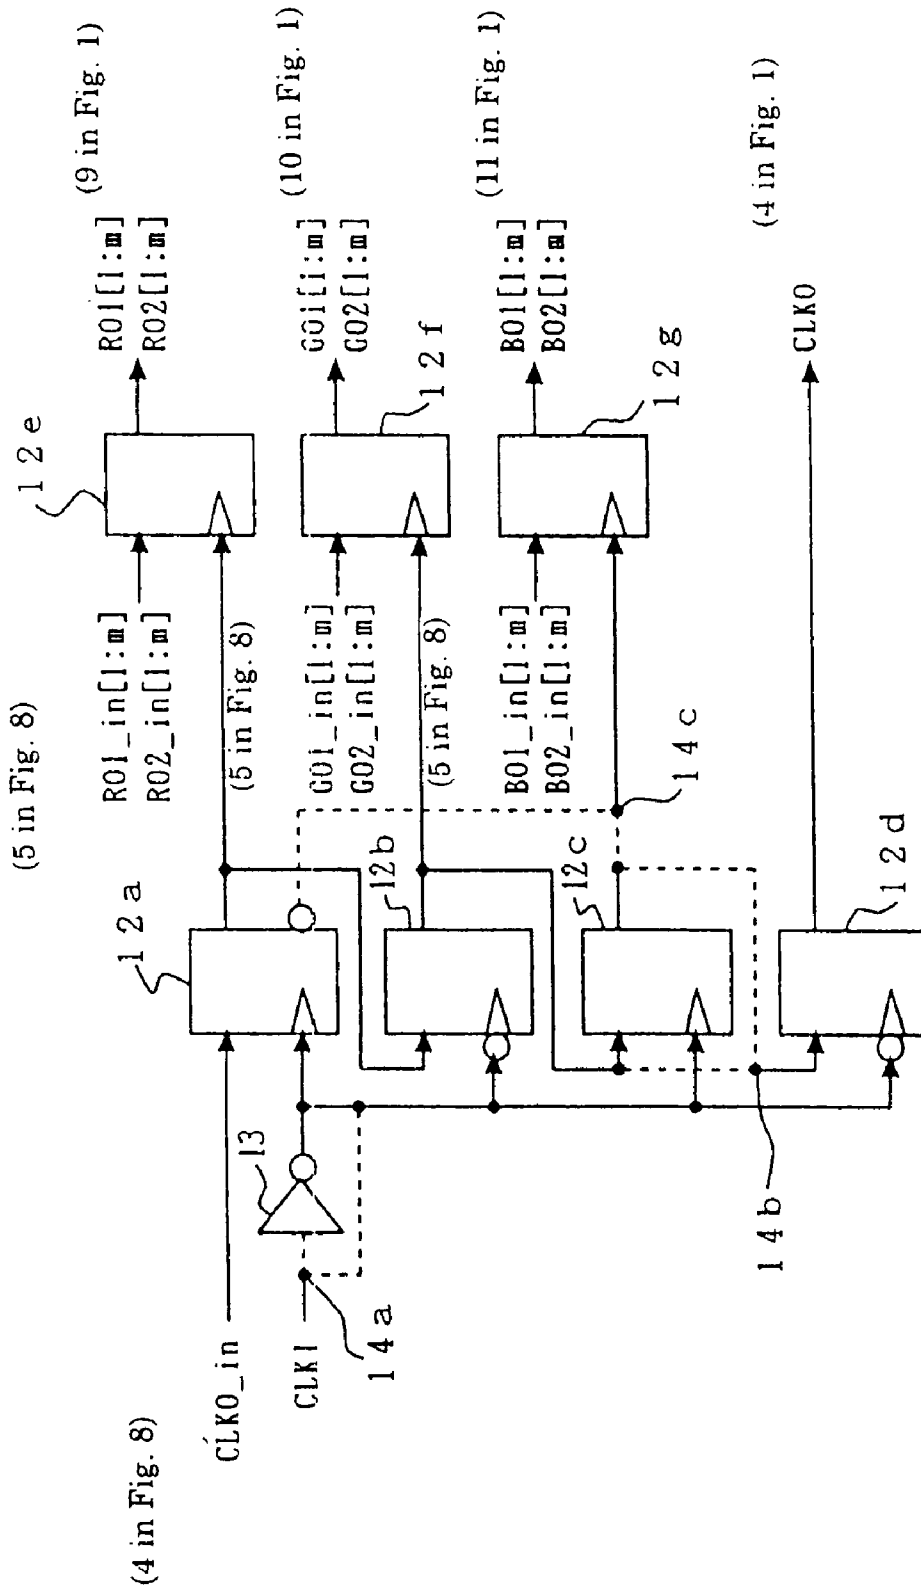 (5 in Fig. 8)
(4 in Fig. 8)
CLKO_in
CLKI
13
14a
14b
14c
12a
12b
12c
12d
12e
12f
12g
RO1_in[1:m]
RO2_in[1:m]
(5 in Fig. 8)
GO1_in[1:m]
GO2_in[1:m]
(5 in Fig. 8)
BO1_in[1:m]
BO2_in[1:m]
RO1[1:m]
RO2[1:m]
(9 in Fig. 1)
GO1[i:m]
GO2[1:m]
(10 in Fig. 1)
BO1[1:m]
BO2[1:m]
(11 in Fig. 1)
CLKO
(4 in Fig. 1)